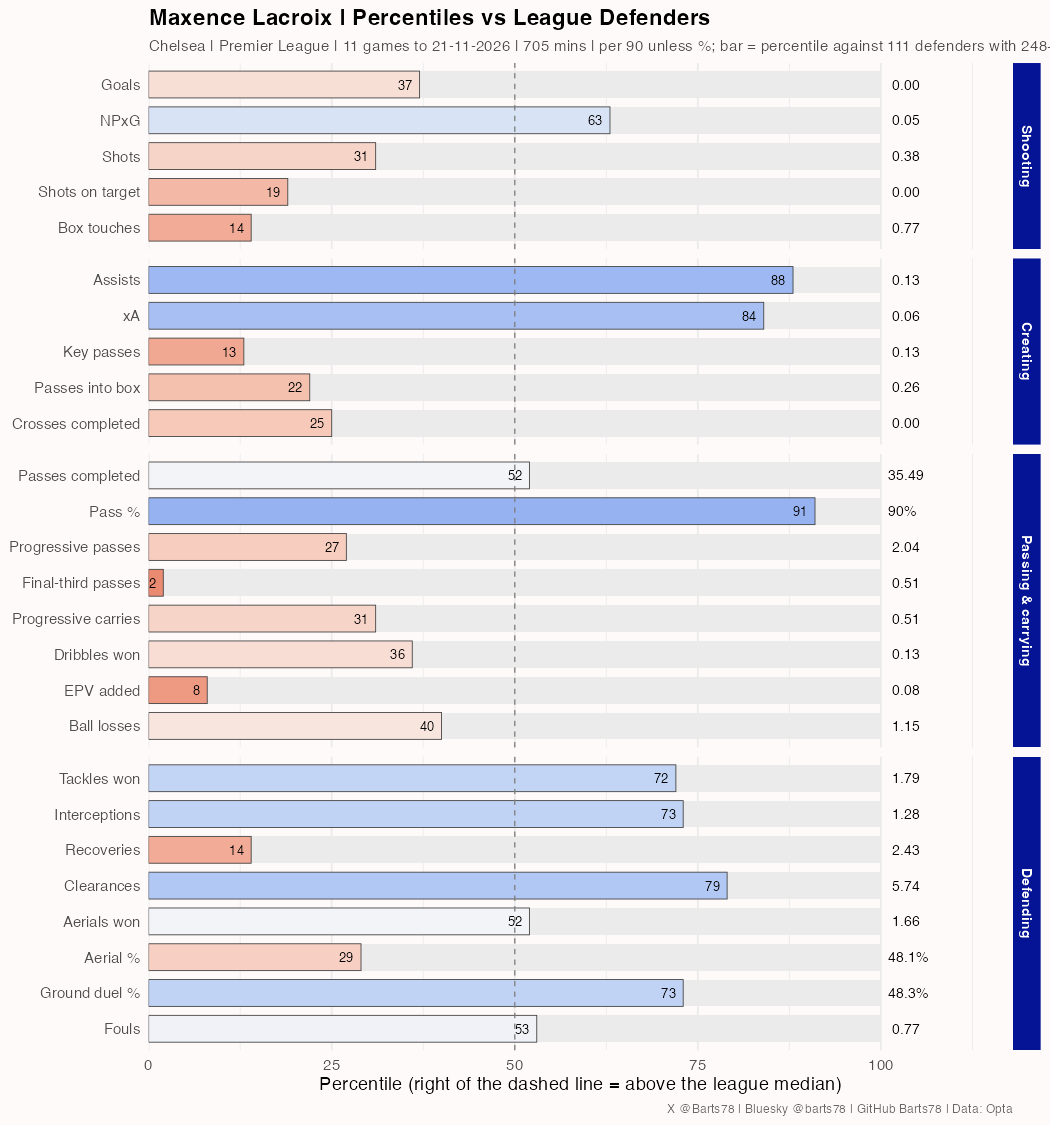 Maxence Lacroix | Percentiles vs League Defenders
Chelsea | Premier League | 11 games to 21-11-2026 | 705 mins | per 90 unless %; bar = percentile against 111 defenders with 248-
Goals 37 0.00
NPxG 63 0.05
Shots 31 0.38
Shots on target 19 0.00
Box touches 14 0.77
Shooting
Assists 88 0.13
xA 84 0.06
Key passes 13 0.13
Passes into box 22 0.26
Crosses completed 25 0.00
Creating
Passes completed 52 35.49
Pass % 91 90%
Progressive passes 27 2.04
Final-third passes 2 0.51
Progressive carries 31 0.51
Dribbles won 36 0.13
EPV added 8 0.08
Ball losses 40 1.15
Passing & carrying
Tackles won 72 1.79
Interceptions 73 1.28
Recoveries 14 2.43
Clearances 79 5.74
Aerials won 52 1.66
Aerial % 29 48.1%
Ground duel % 73 48.3%
Fouls 53 0.77
Defending
0 25 50 75 100
Percentile (right of the dashed line = above the league median)
X @Barts78 | Bluesky @barts78 | GitHub Barts78 | Data: Opta